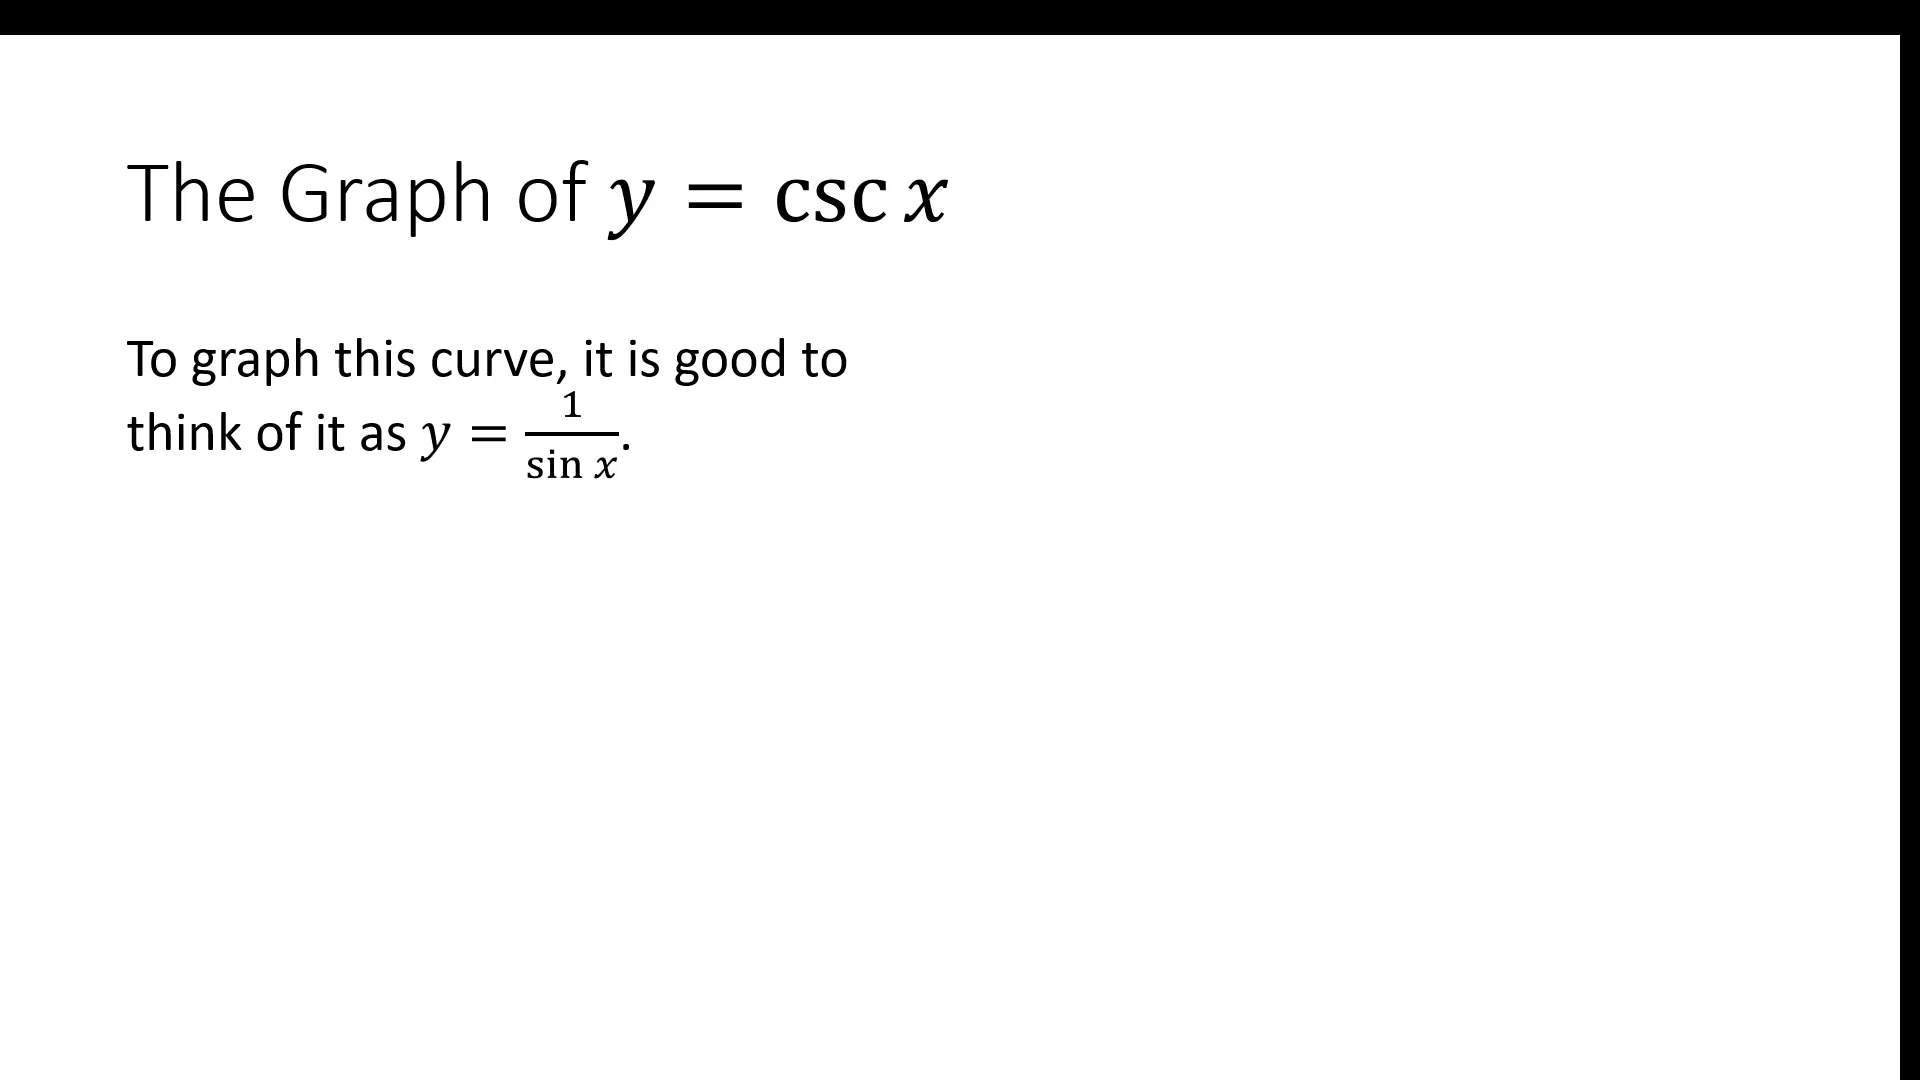 The Graph of y = csc x
To graph this curve, it is good to
think of it as y = 1/sin x.